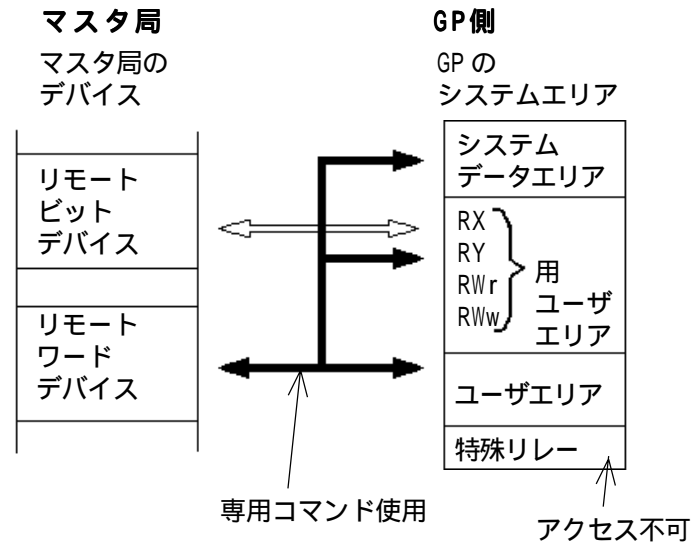 マスタ局
マスタ局の
デバイス
リモート
ビット
デバイス
リモート
ワード
デバイス
GP側
GP の
システムエリア
システム
データエリア
RX
RY
RWr
RWw
用
ユーザ
エリア
ユーザエリア
特殊リレー
専用コマンド使用
アクセス不可